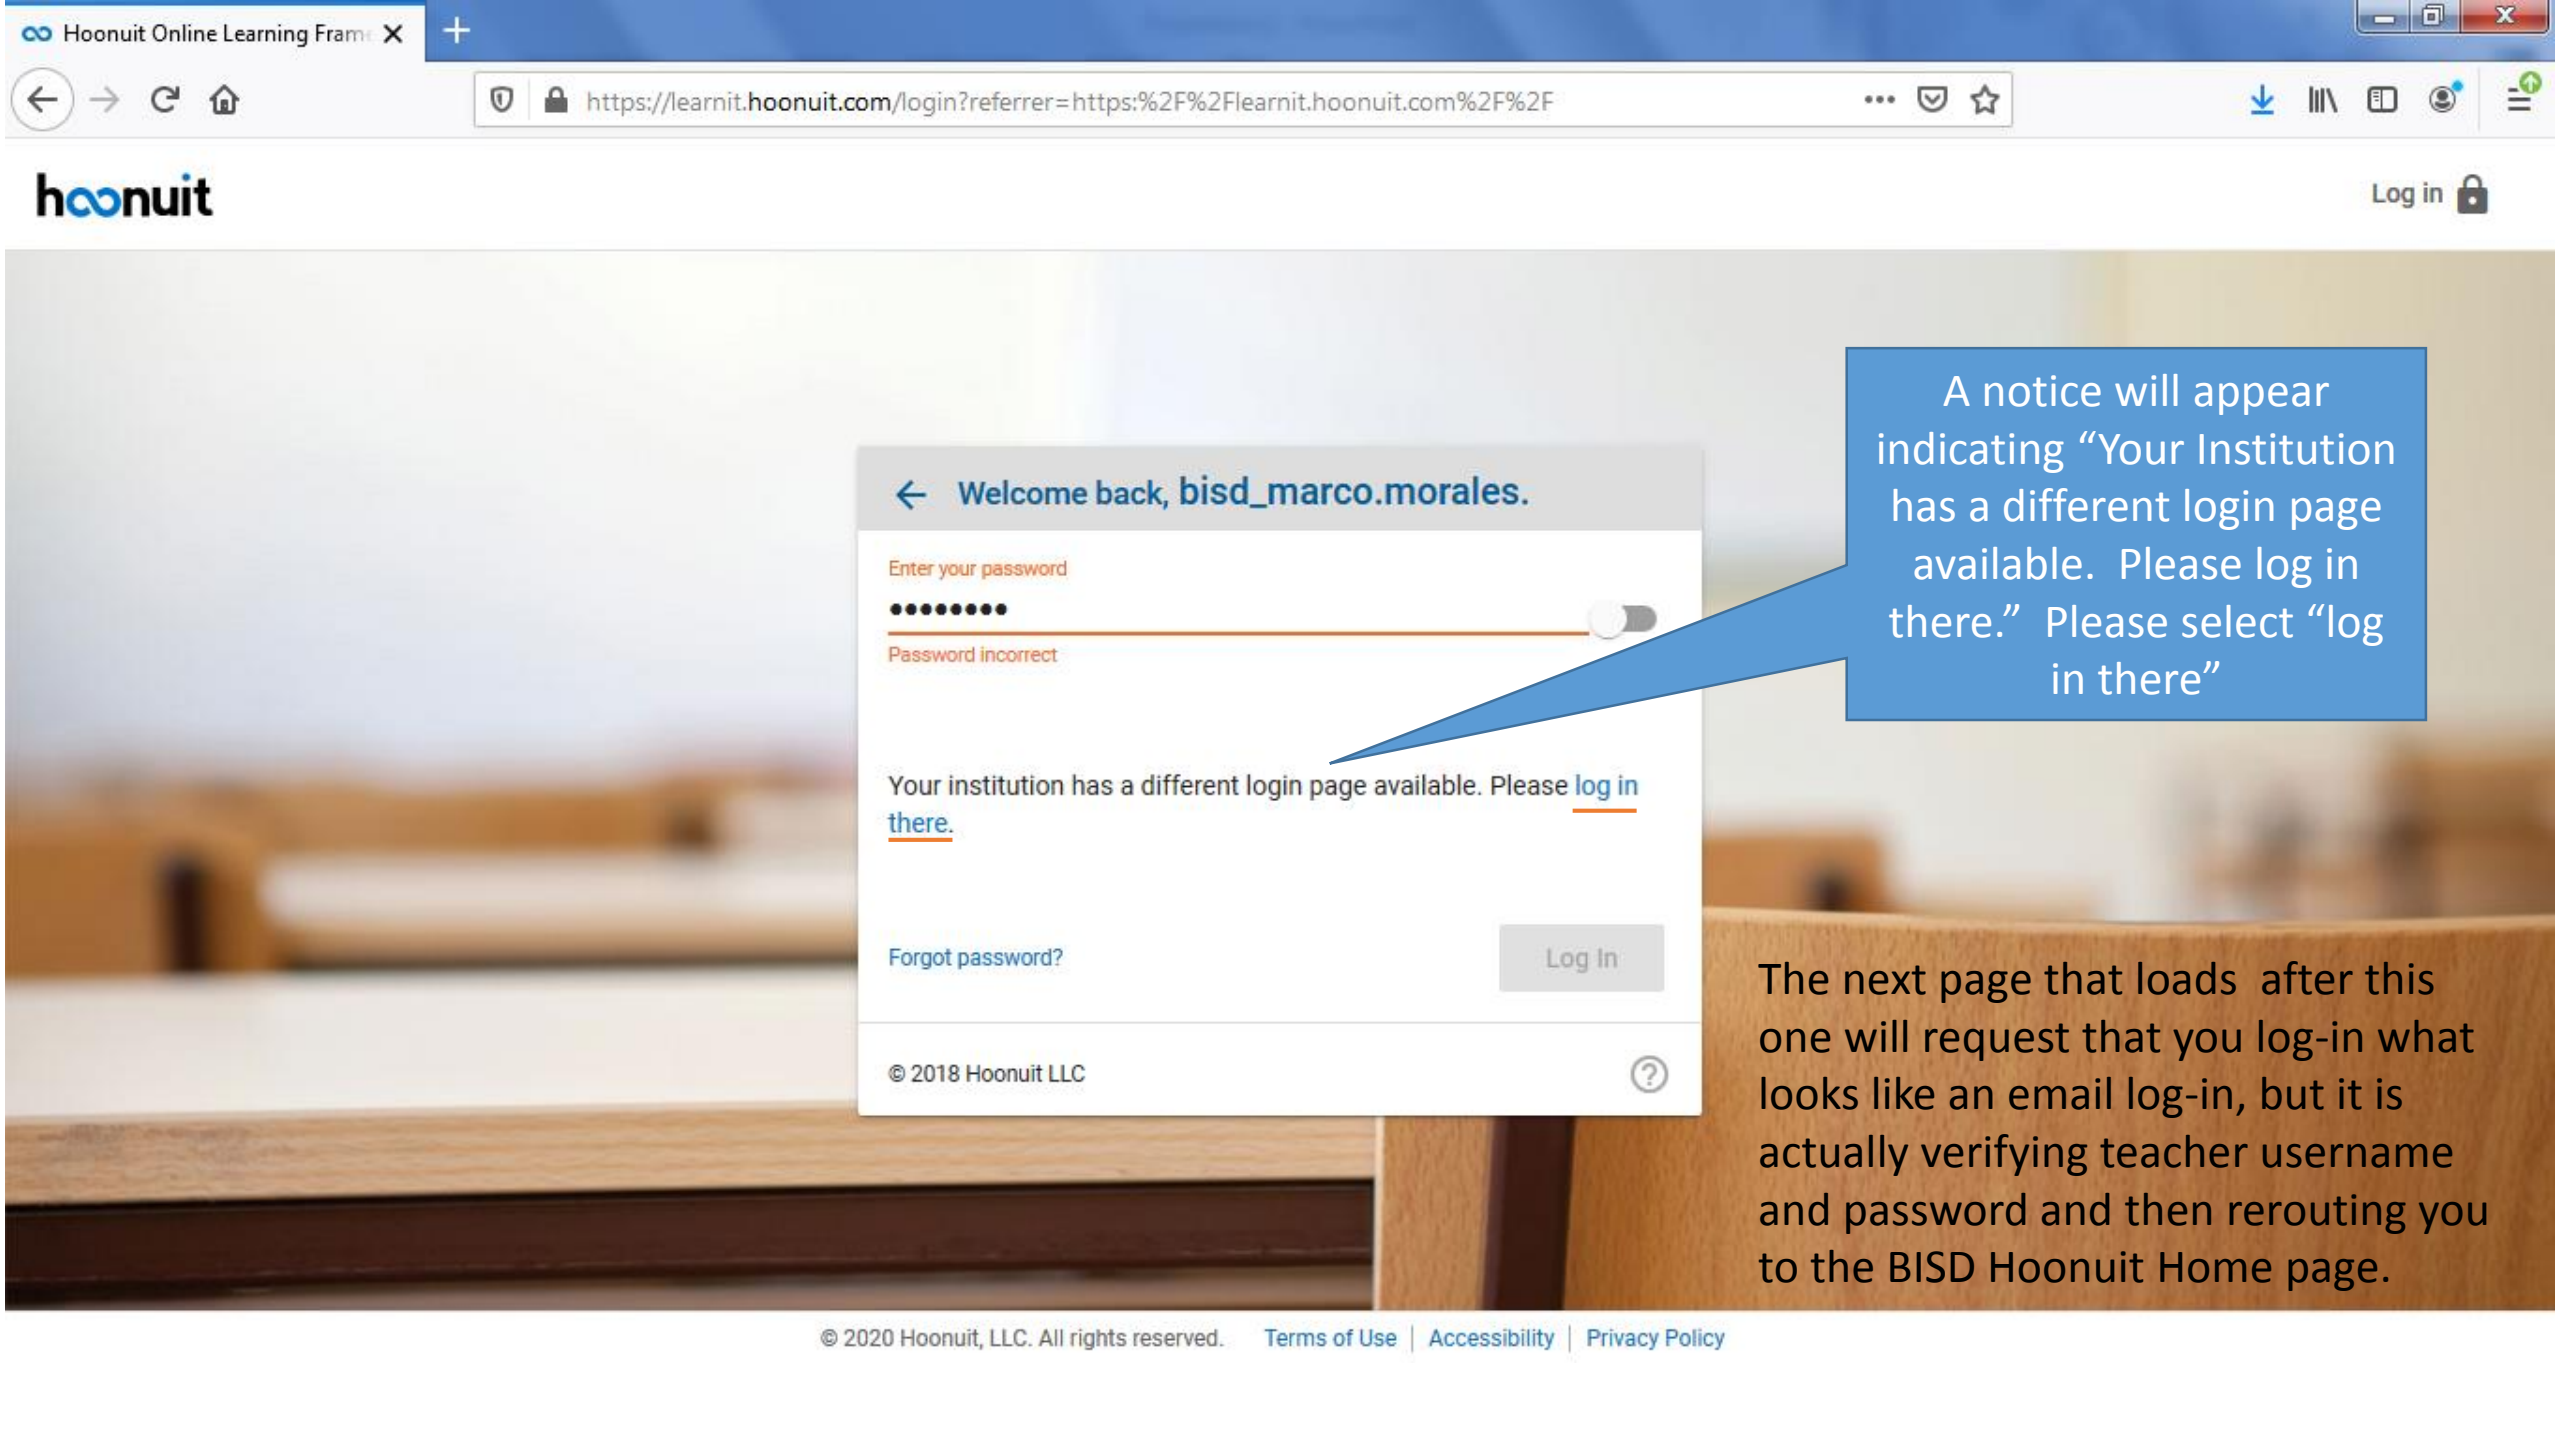 Hoonuit Online Learning Fram
https://learnit.hoonuit.com/login?referrer=https:%2F%2Flearnit.hoonuit.com%2F%2F
hoonuit
Log in
A notice will appear
indicating “Your Institution
has a different login page
available.  Please log in
there.”  Please select “log
in there”
Welcome back, bisd_marco.morales.
Enter your password
Password incorrect
Your institution has a different login page available. Please log in
there.
Forgot password?
Log In
© 2018 Hoonuit LLC
The next page that loads  after this
one will request that you log-in what
looks like an email log-in, but it is
actually verifying teacher username
and password and then rerouting you
to the BISD Hoonuit Home page.
© 2020 Hoonuit, LLC. All rights reserved. Terms of Use | Accessibility | Privacy Policy